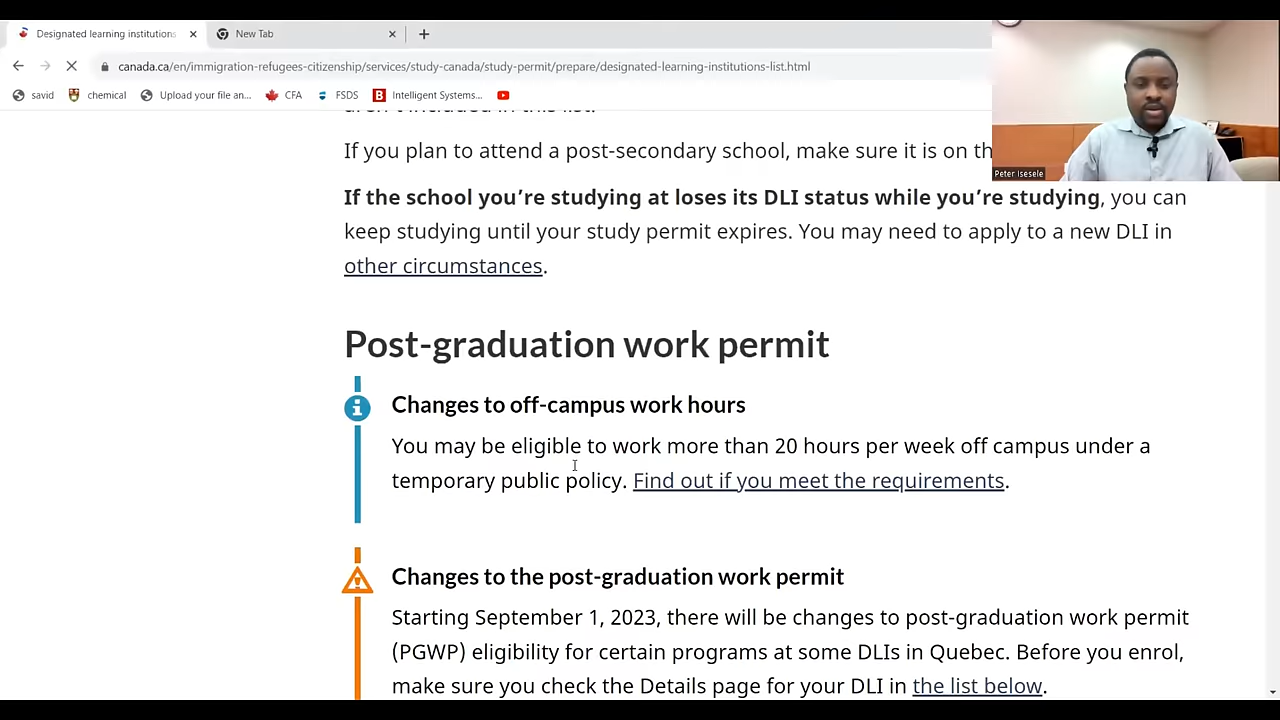 Designated learning institutions
New Tab
canada.ca/en/immigration-refugees-citizenship/services/study-canada/study-permit/prepare/designated-learning-institutions-list.html
savid chemical Upload your file an... CFA FSDS Intelligent Systems...
If you plan to attend a post-secondary school, make sure it is on th
Peter Isesele
If the school you’re studying at loses its DLI status while you’re studying, you can
keep studying until your study permit expires. You may need to apply to a new DLI in
other circumstances.
Post-graduation work permit
Changes to off-campus work hours
You may be eligible to work more than 20 hours per week off campus under a
temporary public policy. Find out if you meet the requirements.
Changes to the post-graduation work permit
Starting September 1, 2023, there will be changes to post-graduation work permit
(PGWP) eligibility for certain programs at some DLIs in Quebec. Before you enrol,
make sure you check the Details page for your DLI in the list below.